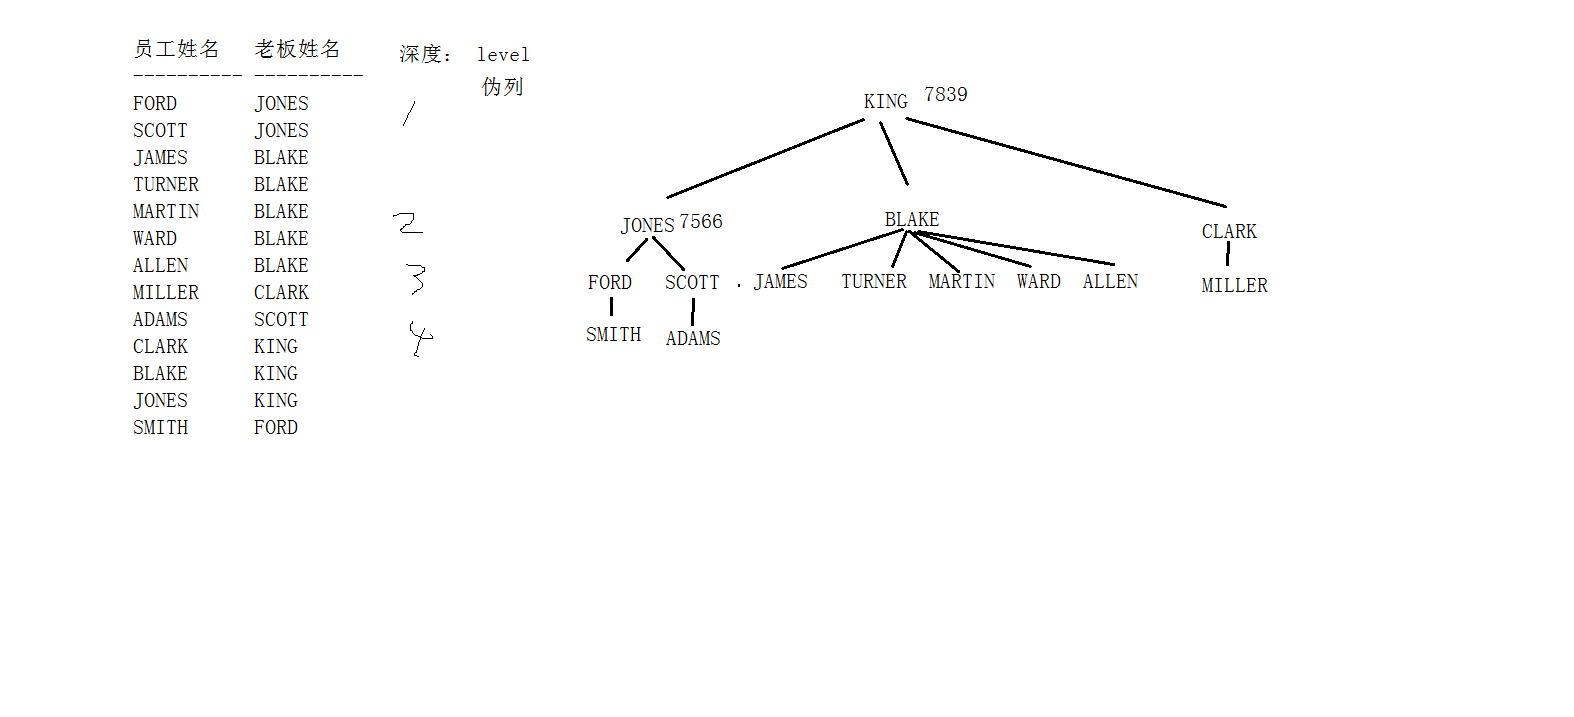 员工姓名 老板姓名
---------- ----------
FORD JONES
SCOTT JONES
JAMES BLAKE
TURNER BLAKE
MARTIN BLAKE
WARD BLAKE
ALLEN BLAKE
MILLER CLARK
ADAMS SCOTT
CLARK KING
BLAKE KING
JONES KING
SMITH FORD
深度： level
伪列
1
2
3
4
KING 7839
JONES 7566 BLAKE CLARK
FORD SCOTT . JAMES TURNER MARTIN WARD ALLEN MILLER
SMITH ADAMS